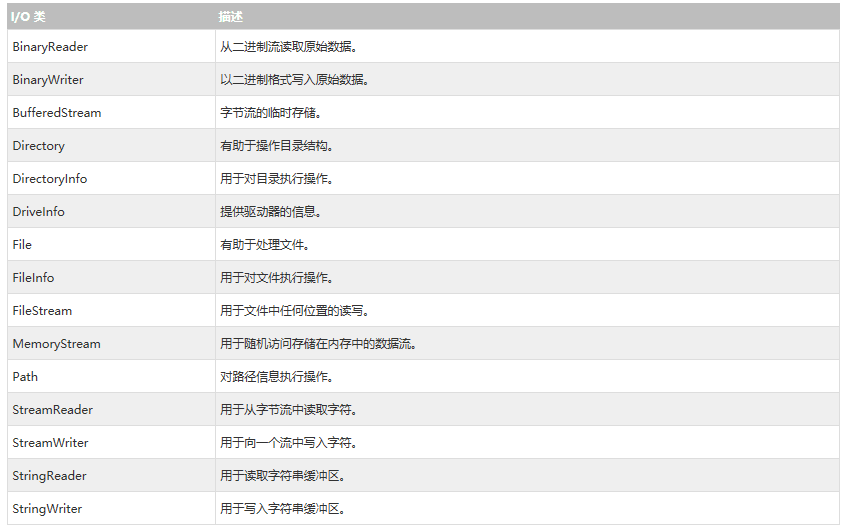 I/O 类 描述
BinaryReader 从二进制流读取原始数据。
BinaryWriter 以二进制格式写入原始数据。
BufferedStream 字节流的临时存储。
Directory 有助于操作目录结构。
DirectoryInfo 用于对目录执行操作。
DriveInfo 提供驱动器的信息。
File 有助于处理文件。
FileInfo 用于对文件执行操作。
FileStream 用于文件中任何位置的读写。
MemoryStream 用于随机访问存储在内存中的数据流。
Path 对路径信息执行操作。
StreamReader 用于从字节流中读取字符。
StreamWriter 用于向一个流中写入字符。
StringReader 用于读取字符串缓冲区。
StringWriter 用于写入字符串缓冲区。